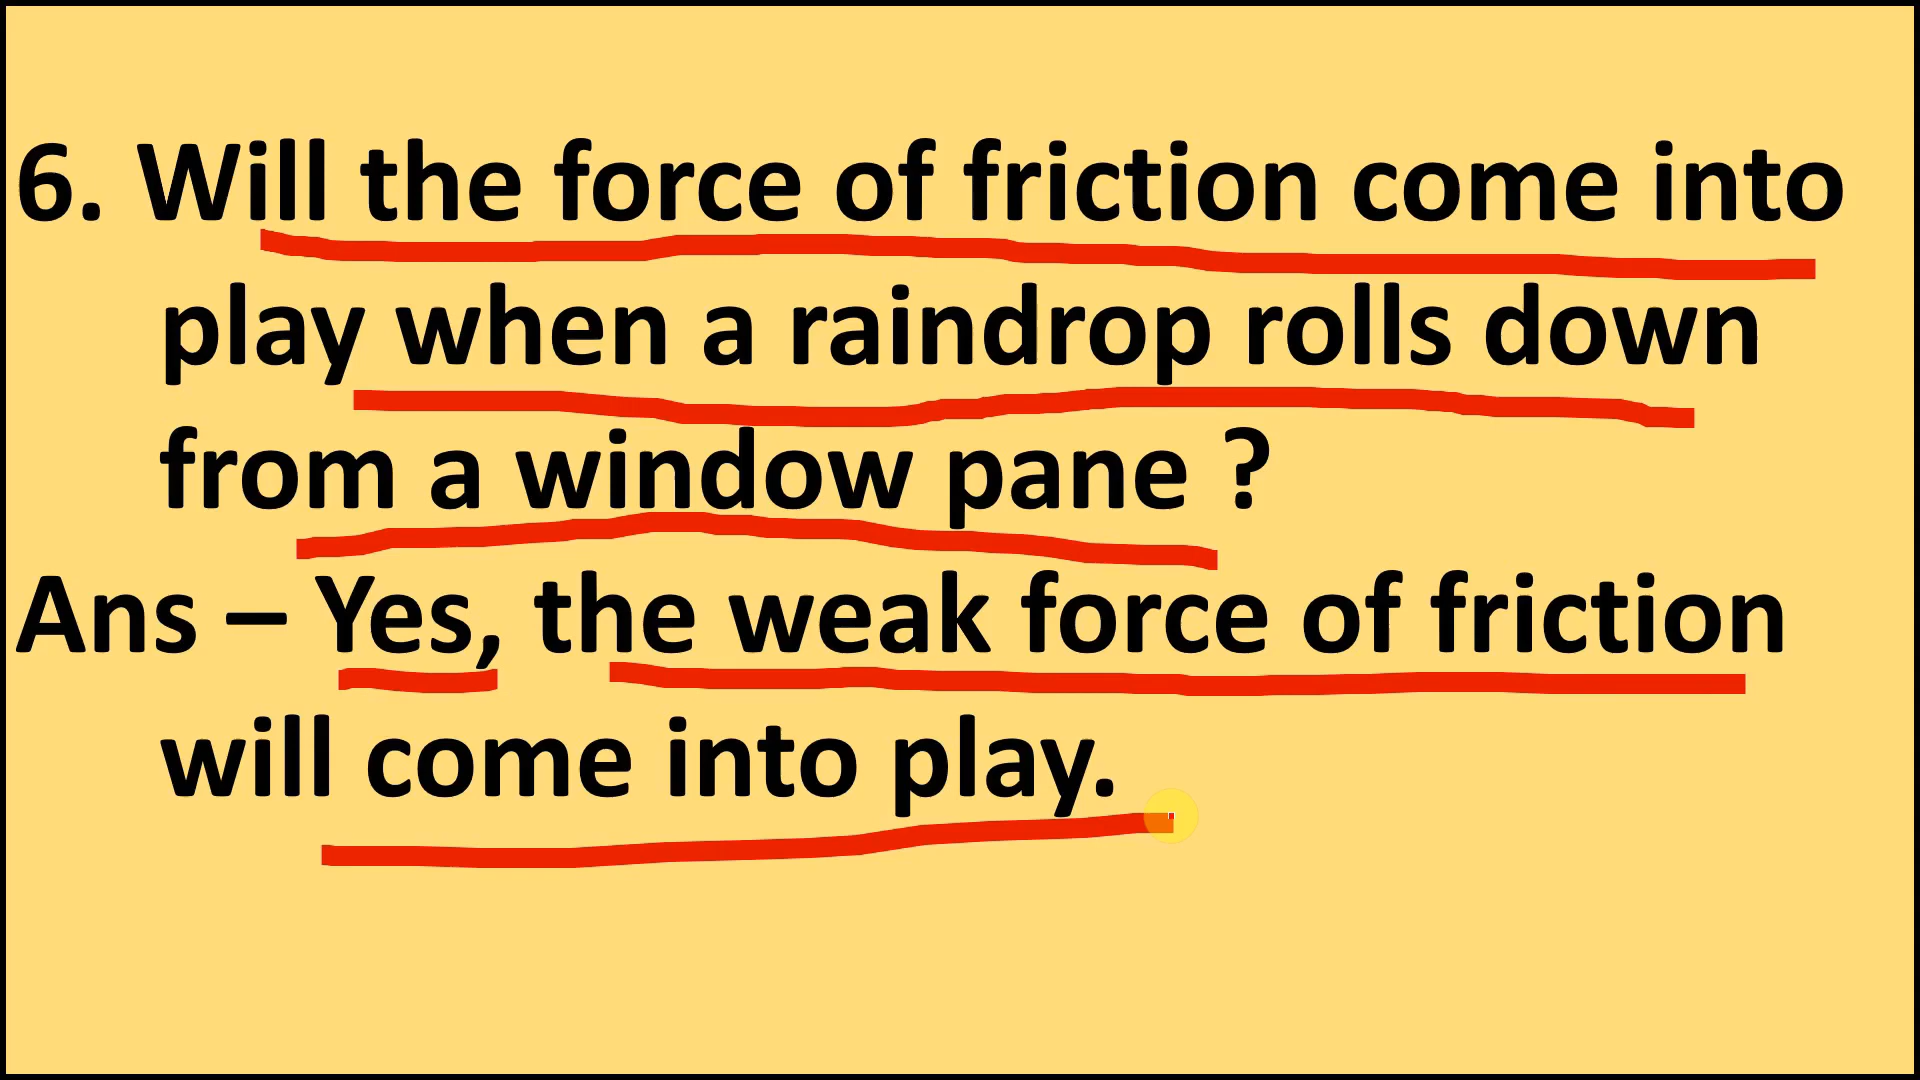 6. Will the force of friction come into
play when a raindrop rolls down
from a window pane ?
Ans – Yes, the weak force of friction
will come into play.